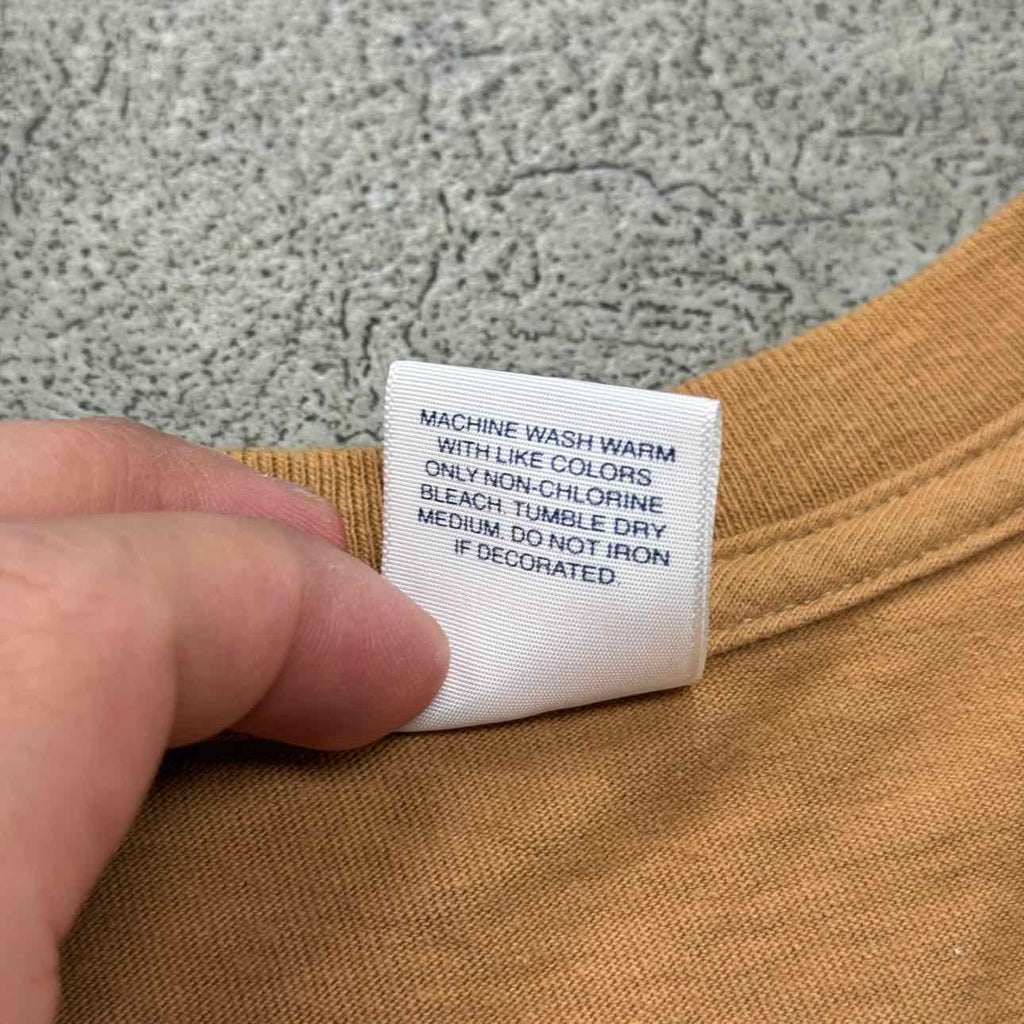 MACHINE WASH WARM
WITH LIKE COLORS
ONLY NON-CHLORINE
BLEACH. TUMBLE DRY
MEDIUM. DO NOT IRON
IF DECORATED.